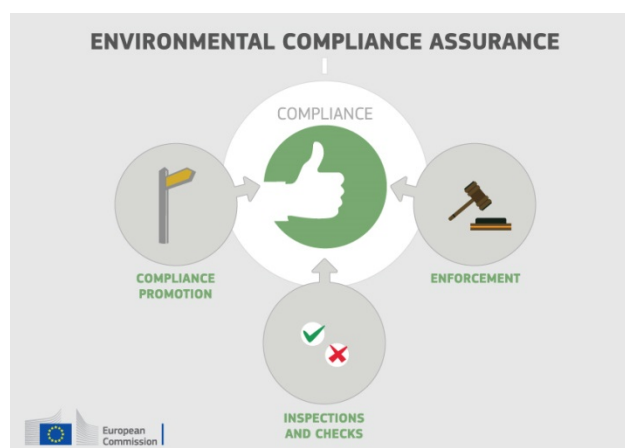 ENVIRONMENTAL COMPLIANCE ASSURANCE
COMPLIANCE
COMPLIANCE
PROMOTION
ENFORCEMENT
INSPECTIONS
AND CHECKS
European
Commission